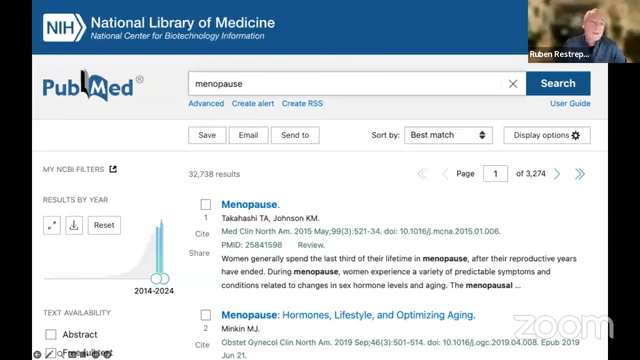 NIH
National Library of Medicine
National Center for Biotechnology Information
Ruben Restrep...
PubMed®
menopause
Search
Advanced
Create alert
Create RSS
User Guide
Save
Email
Send to
Sort by:
Best match
Display options
MY NCBI FILTERS
32,738 results
Page
1
of 3,274
RESULTS BY YEAR
Reset
2014-2024
TEXT AVAILABILITY
Abstract
1
Cite
Share
Menopause.
Takahashi TA, Johnson KM.
Med Clin North Am. 2015 May;99(3):521-34. doi: 10.1016/j.mcna.2015.01.006.
PMID: 25841598 Review.
Women generally spend the last third of their lifetime in menopause, after their reproductive years
have ended. During menopause, women experience a variety of predictable symptoms and
conditions related to changes in sex hormone levels and aging. The menopausal ...
2
Cite
Menopause: Hormones, Lifestyle, and Optimizing Aging.
Minkin MJ.
Obstet Gynecol Clin North Am. 2019 Sep;46(3):501-514. doi: 10.1016/j.ogc.2019.04.008. Epub 2019
Jun 21.
zoom